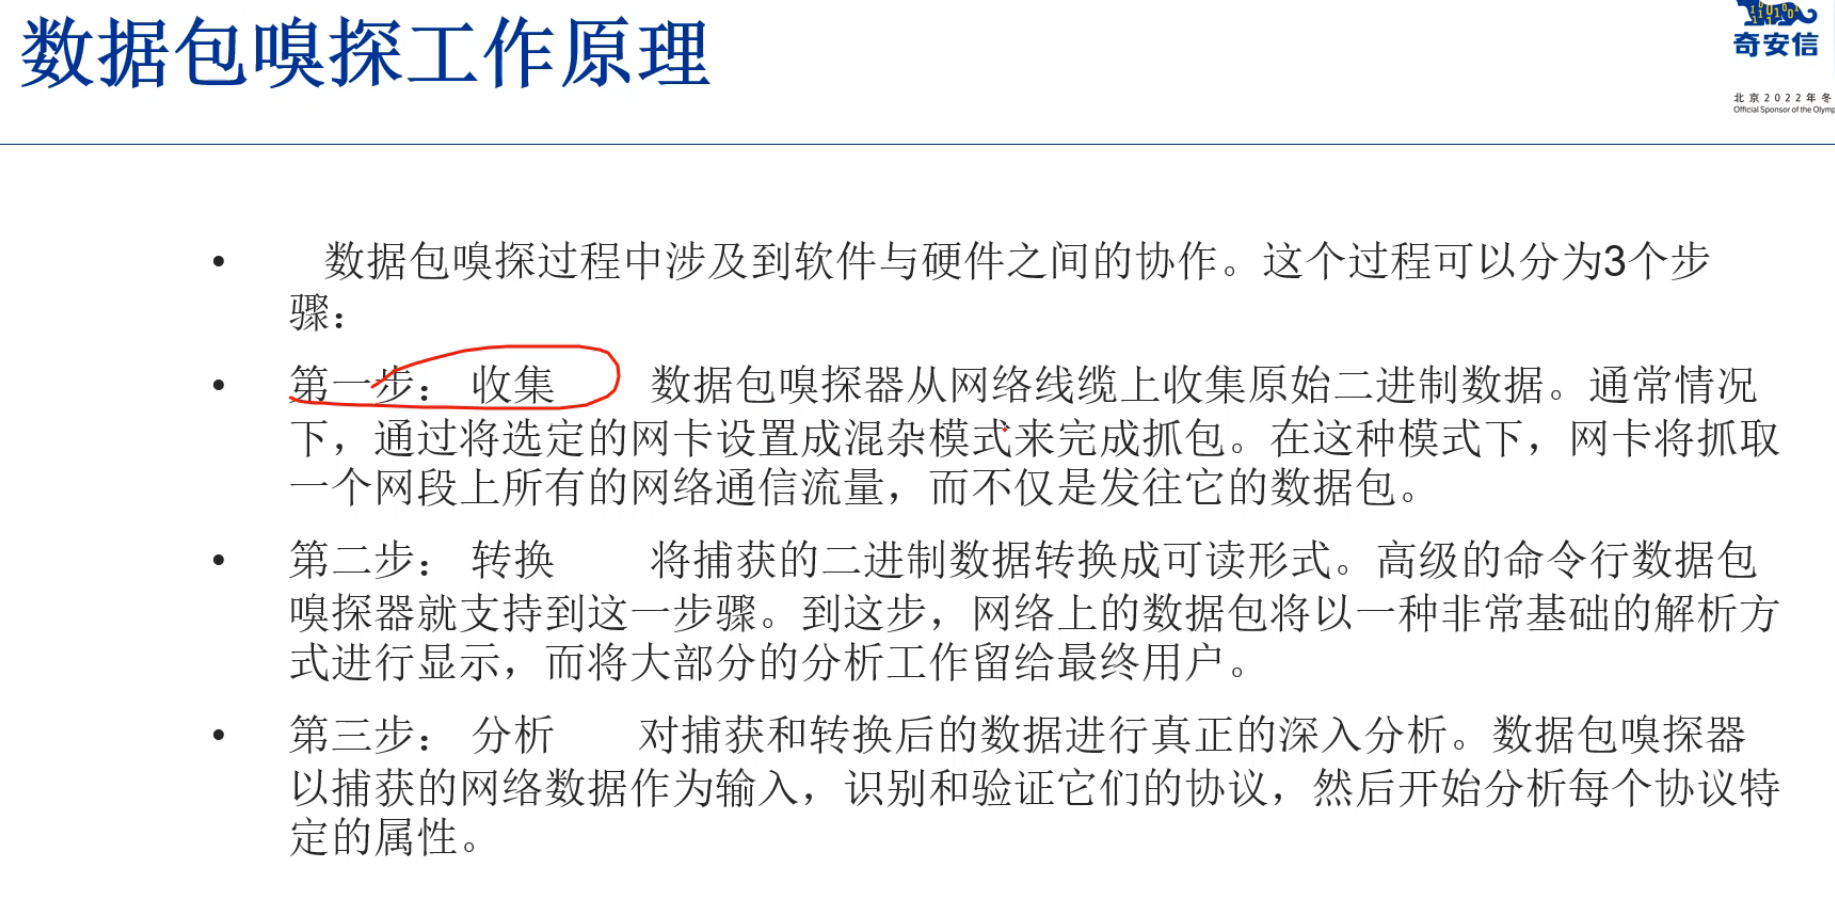 数据包嗅探工作原理
奇安信
北京2022年冬
Official Sponsor of the Olymp
• 数据包嗅探过程中涉及到软件与硬件之间的协作。这个过程可以分为3个步
骤：
• 第一步： 收集 数据包嗅探器从网络线缆上收集原始二进制数据。通常情况
下，通过将选定的网卡设置成混杂模式来完成抓包。在这种模式下，网卡将抓取
一个网段上所有的网络通信流量，而不仅是发往它的数据包。
• 第二步： 转换 将捕获的二进制数据转换成可读形式。高级的命令行数据包
嗅探器就支持到这一步骤。到这步，网络上的数据包将以一种非常基础的解析方
式进行显示，而将大部分的分析工作留给最终用户。
• 第三步： 分析 对捕获和转换后的数据进行真正的深入分析。数据包嗅探器
以捕获的网络数据作为输入，识别和验证它们的协议，然后开始分析每个协议特
定的属性。